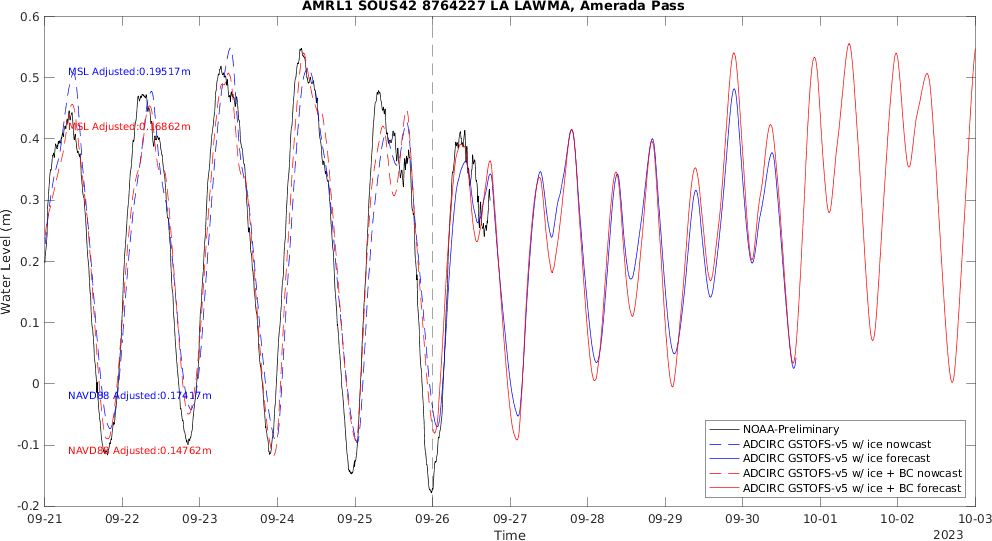 AMRL1 SOUS42 8764227 LA LAWMA, Amerada Pass
0.6
0.5
0.4
0.3
0.2
0.1
0
-0.1
-0.2
Water Level (m)
MSL Adjusted:0.19517m
MSL Adjusted:0.16862m
NAVD88 Adjusted:0.17417m
NAVD88 Adjusted:0.14762m
NOAA-Preliminary
ADCIRC GSTOFS-v5 w/ ice nowcast
ADCIRC GSTOFS-v5 w/ ice forecast
ADCIRC GSTOFS-v5 w/ ice + BC nowcast
ADCIRC GSTOFS-v5 w/ ice + BC forecast
09-21 09-22 09-23 09-24 09-25 09-26 09-27 09-28 09-29 09-30 10-01 10-02 10-03
Time
2023